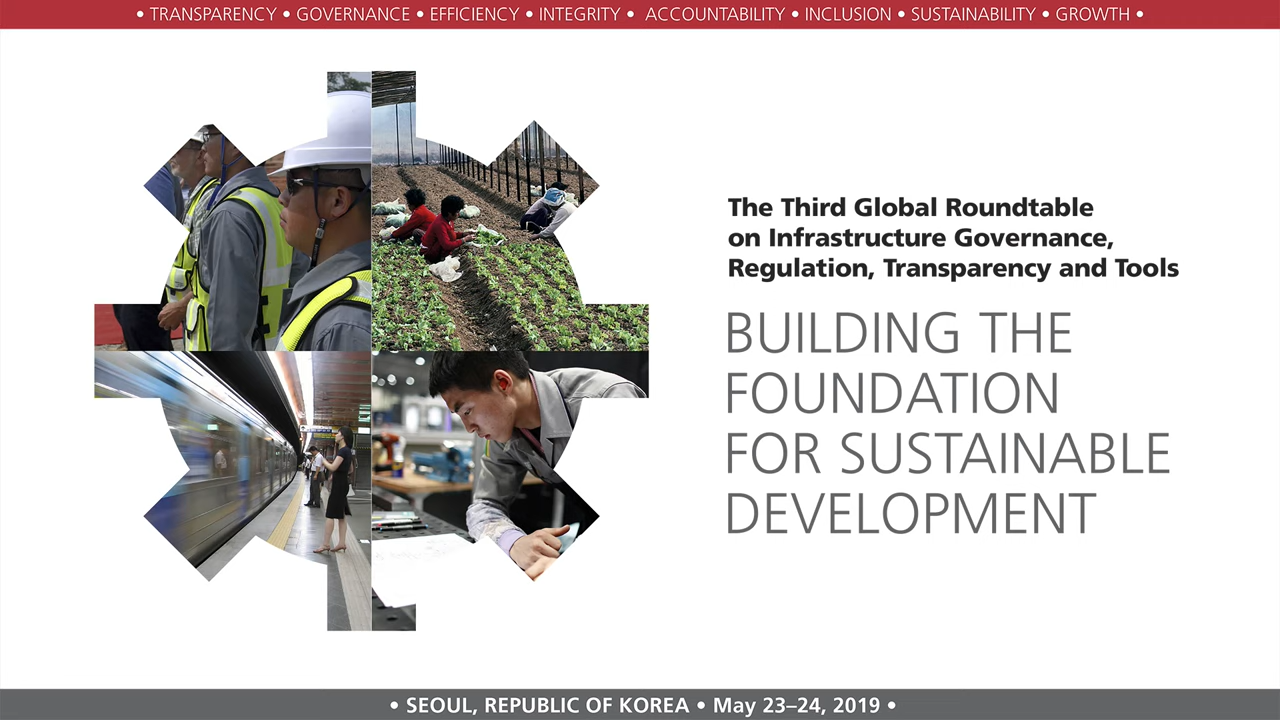 • TRANSPARENCY • GOVERNANCE • EFFICIENCY • INTEGRITY • ACCOUNTABILITY • INCLUSION • SUSTAINABILITY • GROWTH •
The Third Global Roundtable
on Infrastructure Governance,
Regulation, Transparency and Tools
BUILDING THE
FOUNDATION
FOR SUSTAINABLE
DEVELOPMENT
• SEOUL, REPUBLIC OF KOREA • May 23–24, 2019 •